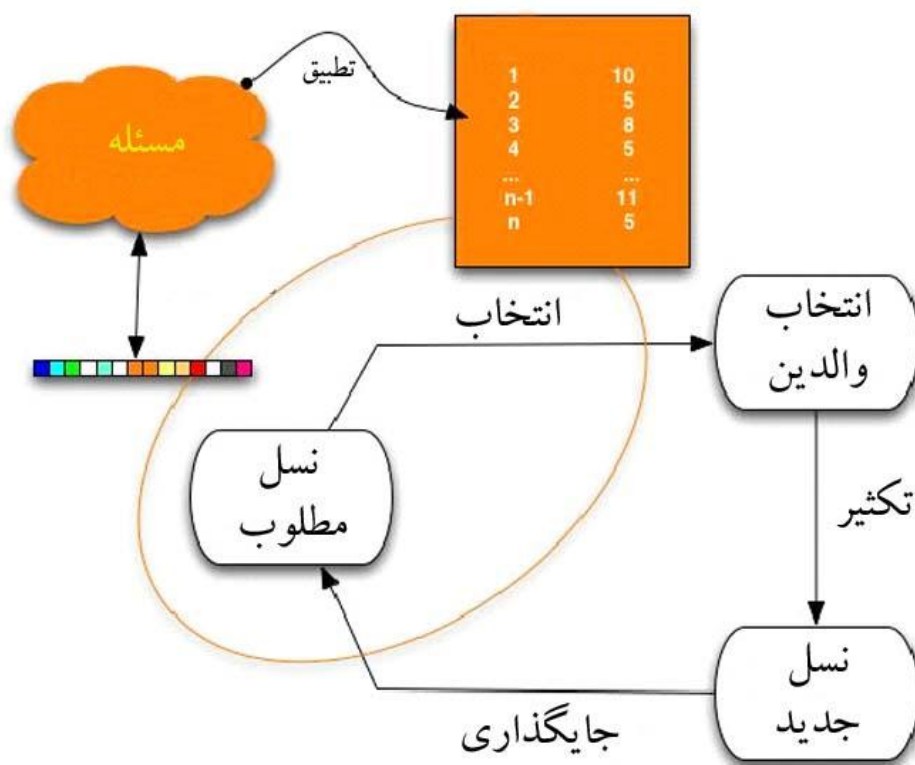 تطبیق
مسئله
1 10
2 5
3 8
4 5
... ...
n-1 11
n 5
انتخاب
انتخاب
والدین
نسل
مطلوب
تکثیر
نسل
جدید
جایگذاری